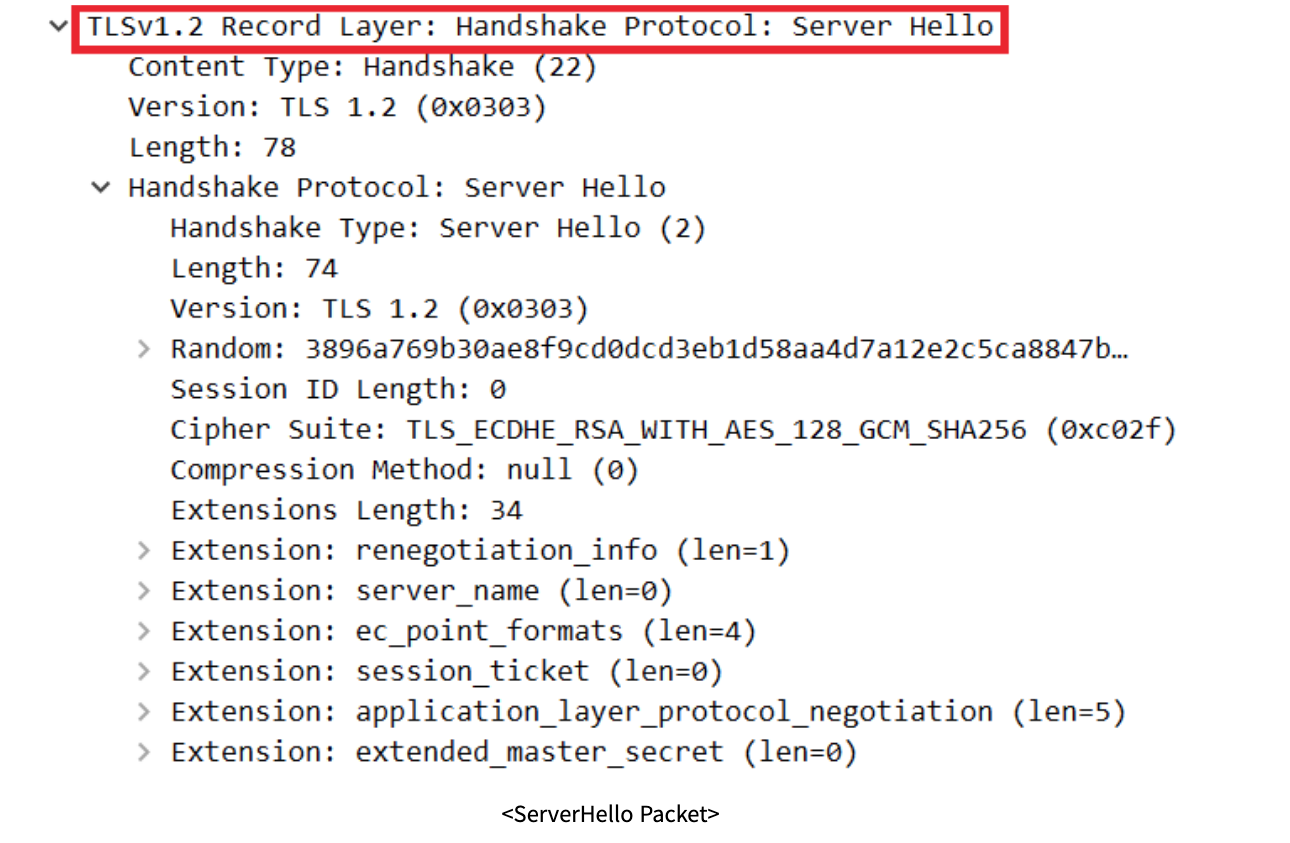 TLSv1.2 Record Layer: Handshake Protocol: Server Hello
Content Type: Handshake (22)
Version: TLS 1.2 (0x0303)
Length: 78
Handshake Protocol: Server Hello
Handshake Type: Server Hello (2)
Length: 74
Version: TLS 1.2 (0x0303)
Random: 3896a769b30ae8f9cd0dcd3eb1d58aa4d7a12e2c5ca8847b…
Session ID Length: 0
Cipher Suite: TLS_ECDHE_RSA_WITH_AES_128_GCM_SHA256 (0xc02f)
Compression Method: null (0)
Extensions Length: 34
Extension: renegotiation_info (len=1)
Extension: server_name (len=0)
Extension: ec_point_formats (len=4)
Extension: session_ticket (len=0)
Extension: application_layer_protocol_negotiation (len=5)
Extension: extended_master_secret (len=0)
<ServerHello Packet>